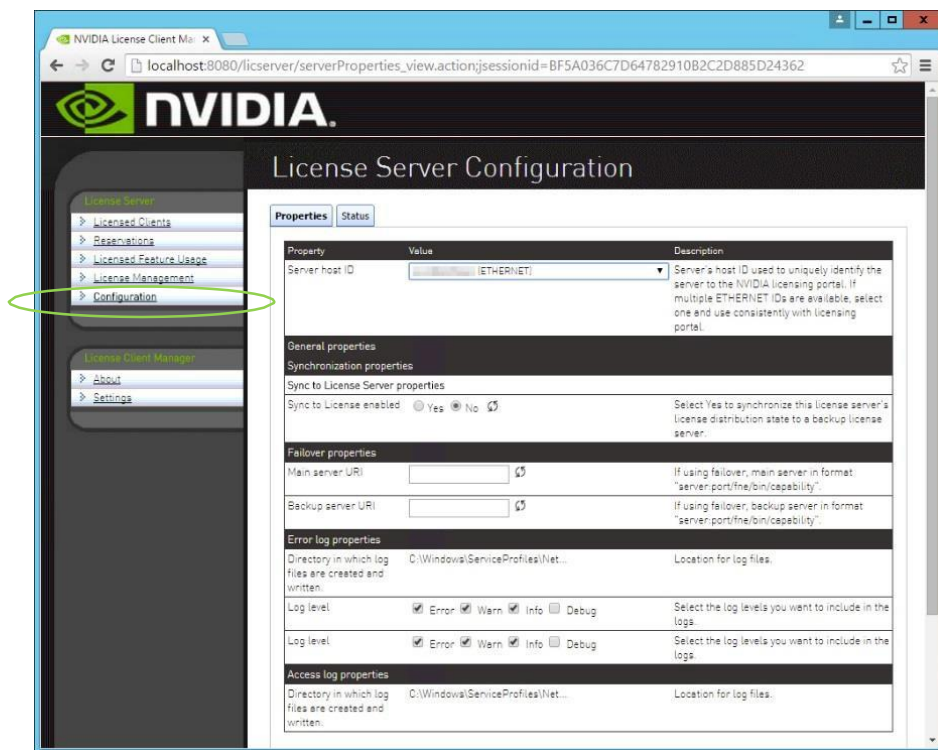 NVIDIA License Client Ma
localhost:8080/licserver/serverProperties_view.action;jsessionid=BF5A036C7D64782910B2C2D885D24362
NVIDIA.
License Server Configuration
License Server
Licensed Clients
Reservations
Licensed Feature Usage
License Management
Configuration
License Client Manager
About
Settings
Properties Status
Property Value Description
Server host ID [ETHERNET] Server's host ID used to uniquely identify the
server to the NVIDIA licensing portal. If
multiple ETHERNET IDs are available, select
one and use consistently with licensing
portal.
General properties
Synchronization properties
Sync to License Server properties
Sync to License enabled Yes No Select Yes to synchronize this license server's
license distribution state to a backup license
server.
Failover properties
Main server URI If using failover, main server in format
"server:port/fne/bin/capability".
Backup server URI If using failover, backup server in format
"server:port/fne/bin/capability".
Error log properties
Directory in which log C:\Windows\ServiceProfiles\Net... Location for log files.
files are created and
written.
Log level Error Warn Info Debug Select the log levels you want to include in the
logs.
Log level Error Warn Info Debug Select the log levels you want to include in the
logs.
Access log properties
Directory in which log C:\Windows\ServiceProfiles\Net... Location for log files.
files are created and
written.